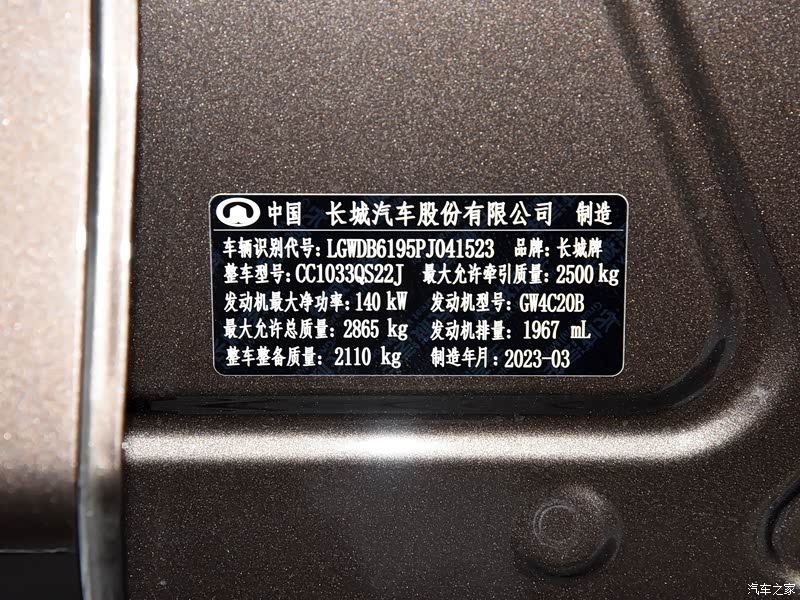 中国 长城汽车股份有限公司 制造
车辆识别代号: LGWDB6195PJ041523 品牌: 长城牌
整车型号: CC1033QS22J 最大允许牵引质量: 2500 kg
发动机最大净功率: 140 kW 发动机型号: GW4C20B
最大允许总质量: 2865 kg 发动机排量: 1967 mL
整车整备质量: 2110 kg 制造年月: 2023-03
汽车之家